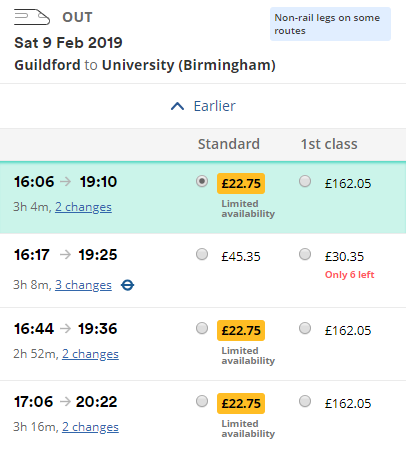 OUT
Non-rail legs on some
routes
Sat 9 Feb 2019
Guildford to University (Birmingham)
Earlier
Standard 1st class
16:06 → 19:10 £22.75 £162.05
3h 4m, 2 changes Limited
availability
16:17 → 19:25 £45.35 £30.35
3h 8m, 3 changes Only 6 left
16:44 → 19:36 £22.75 £162.05
2h 52m, 2 changes Limited
availability
17:06 → 20:22 £22.75 £162.05
3h 16m, 2 changes Limited
availability